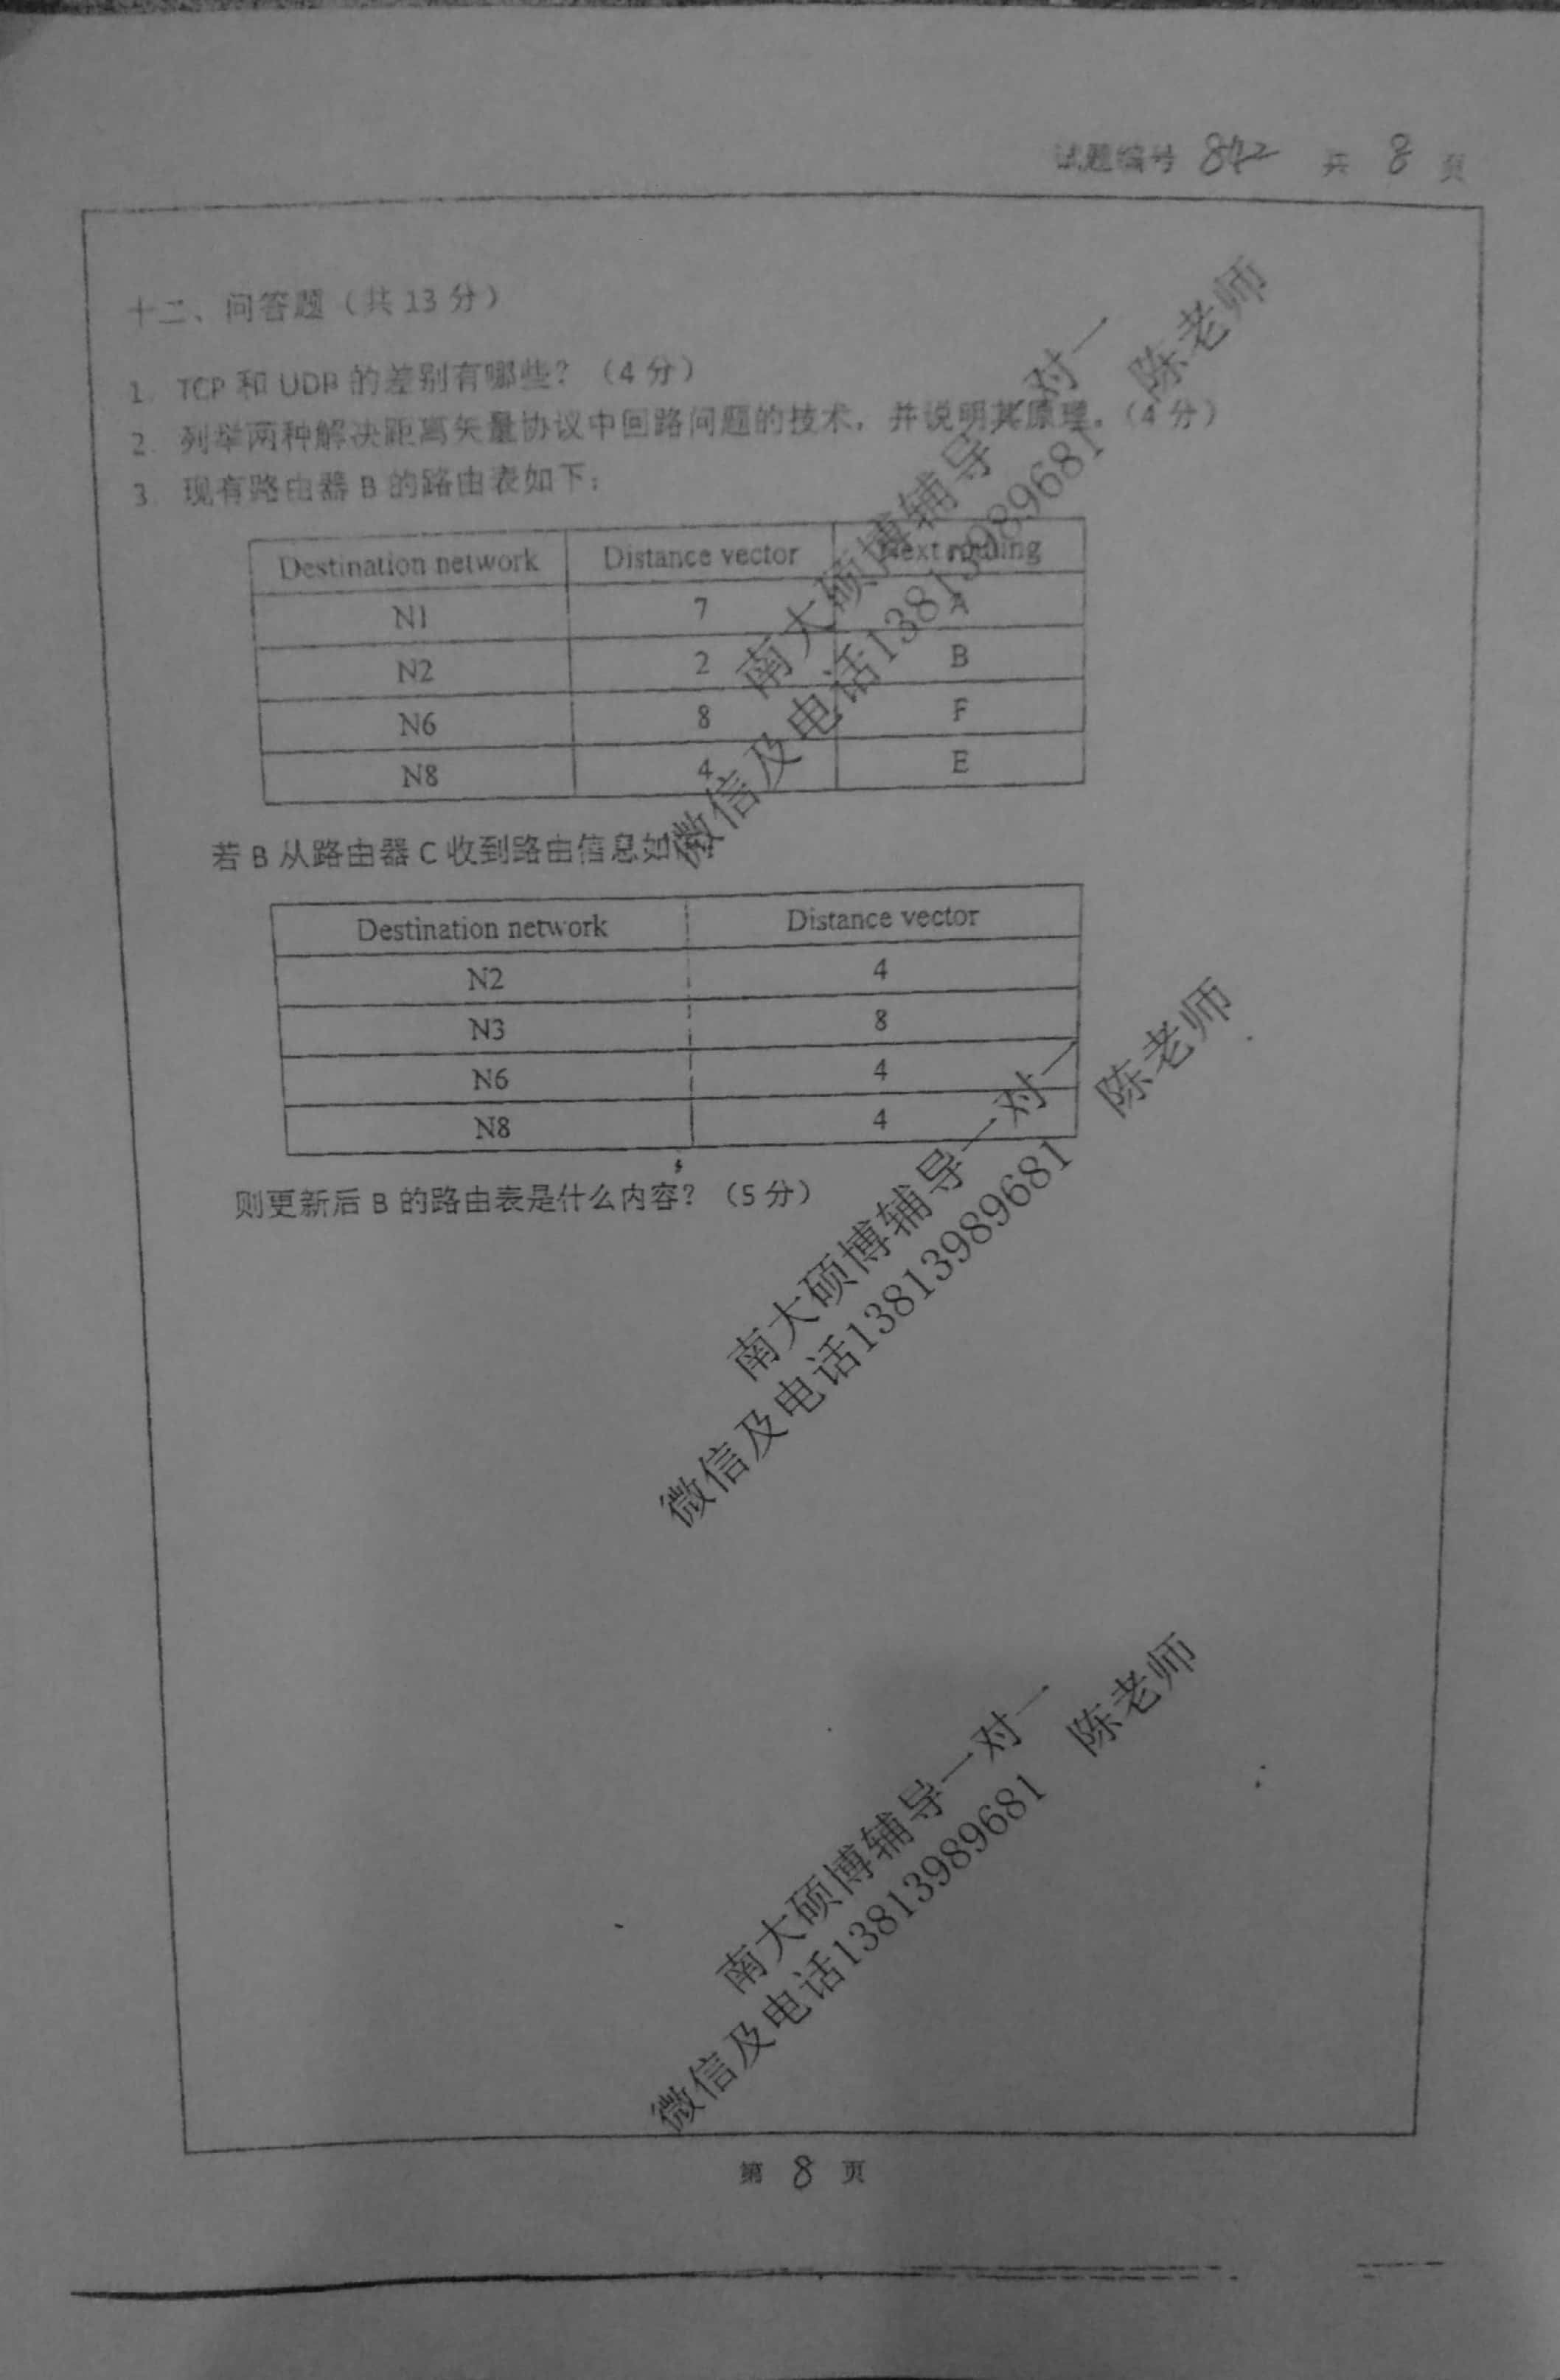 试题编号 842 共 8 页
十二、问答题（共 13 分）
1. TCP 和 UDP 的差别有哪些？（4 分）
2. 列举两种解决距离矢量协议中回路问题的技术，并说明其原理。（4 分）
3. 现有路由器 B 的路由表如下：
Destination network Distance vector Next routing
N1 7 A
N2 2 B
N6 8 F
N8 4 E
若 B 从路由器 C 收到路由信息如
Destination network Distance vector
N2 4
N3 8
N6 4
N8 4
则更新后 B 的路由表是什么内容？（5 分）
南大硕博辅导一对一 陈老师
微信及电话13813989681
南大硕博辅导一对一 陈老师
微信及电话13813989681
南大硕博辅导一对一 陈老师
微信及电话13813989681
第 8 页